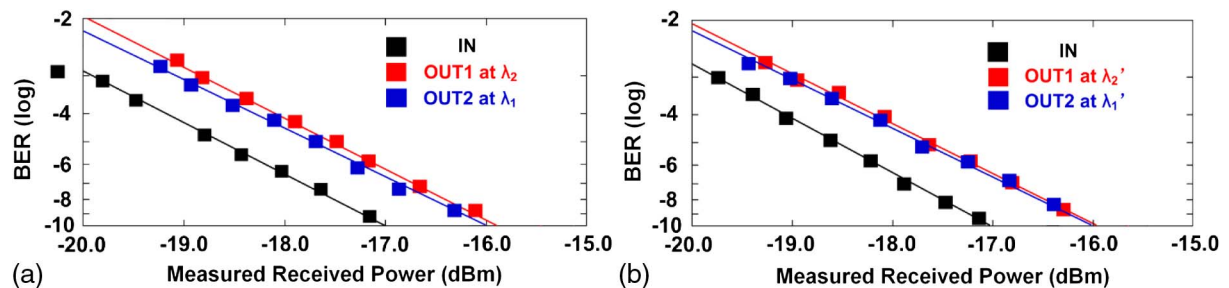 -2
-4
-6
-8
-10
BER (log)
IN
OUT1 at λ2
OUT2 at λ1
-20.0 -19.0 -18.0 -17.0 -16.0 -15.0
Measured Received Power (dBm)
(a)
-2
-4
-6
-8
-10
BER (log)
IN
OUT1 at λ2'
OUT2 at λ1'
-20.0 -19.0 -18.0 -17.0 -16.0 -15.0
Measured Received Power (dBm)
(b)